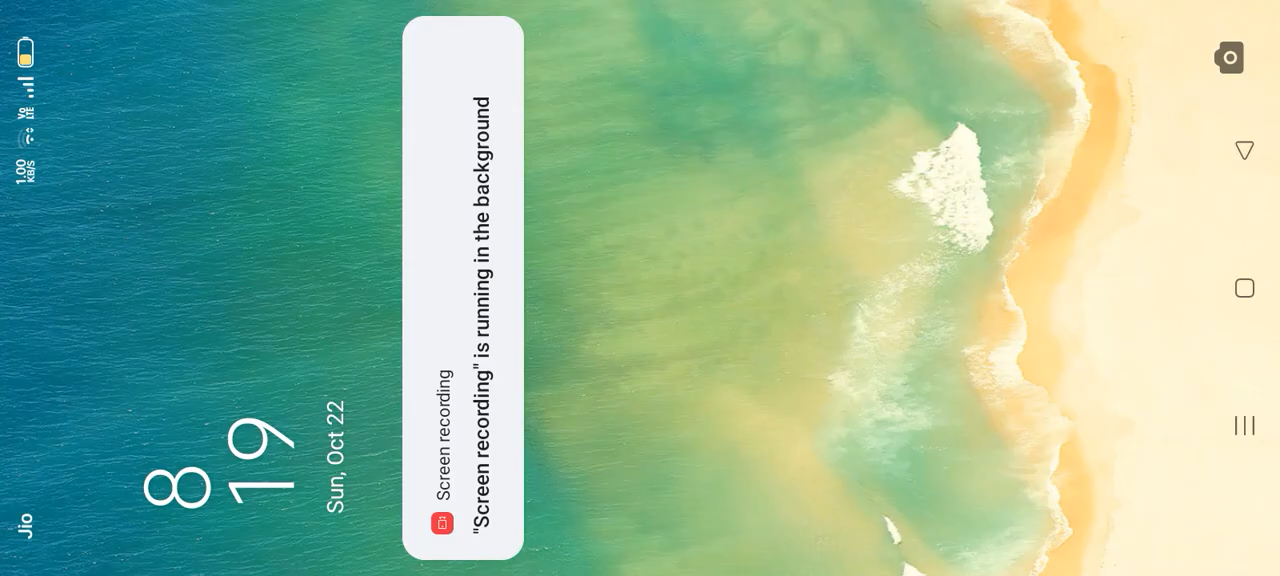 Jio
1.00
KB/S
Vo
LTE
8
19
Sun, Oct 22
Screen recording
"Screen recording" is running in the background